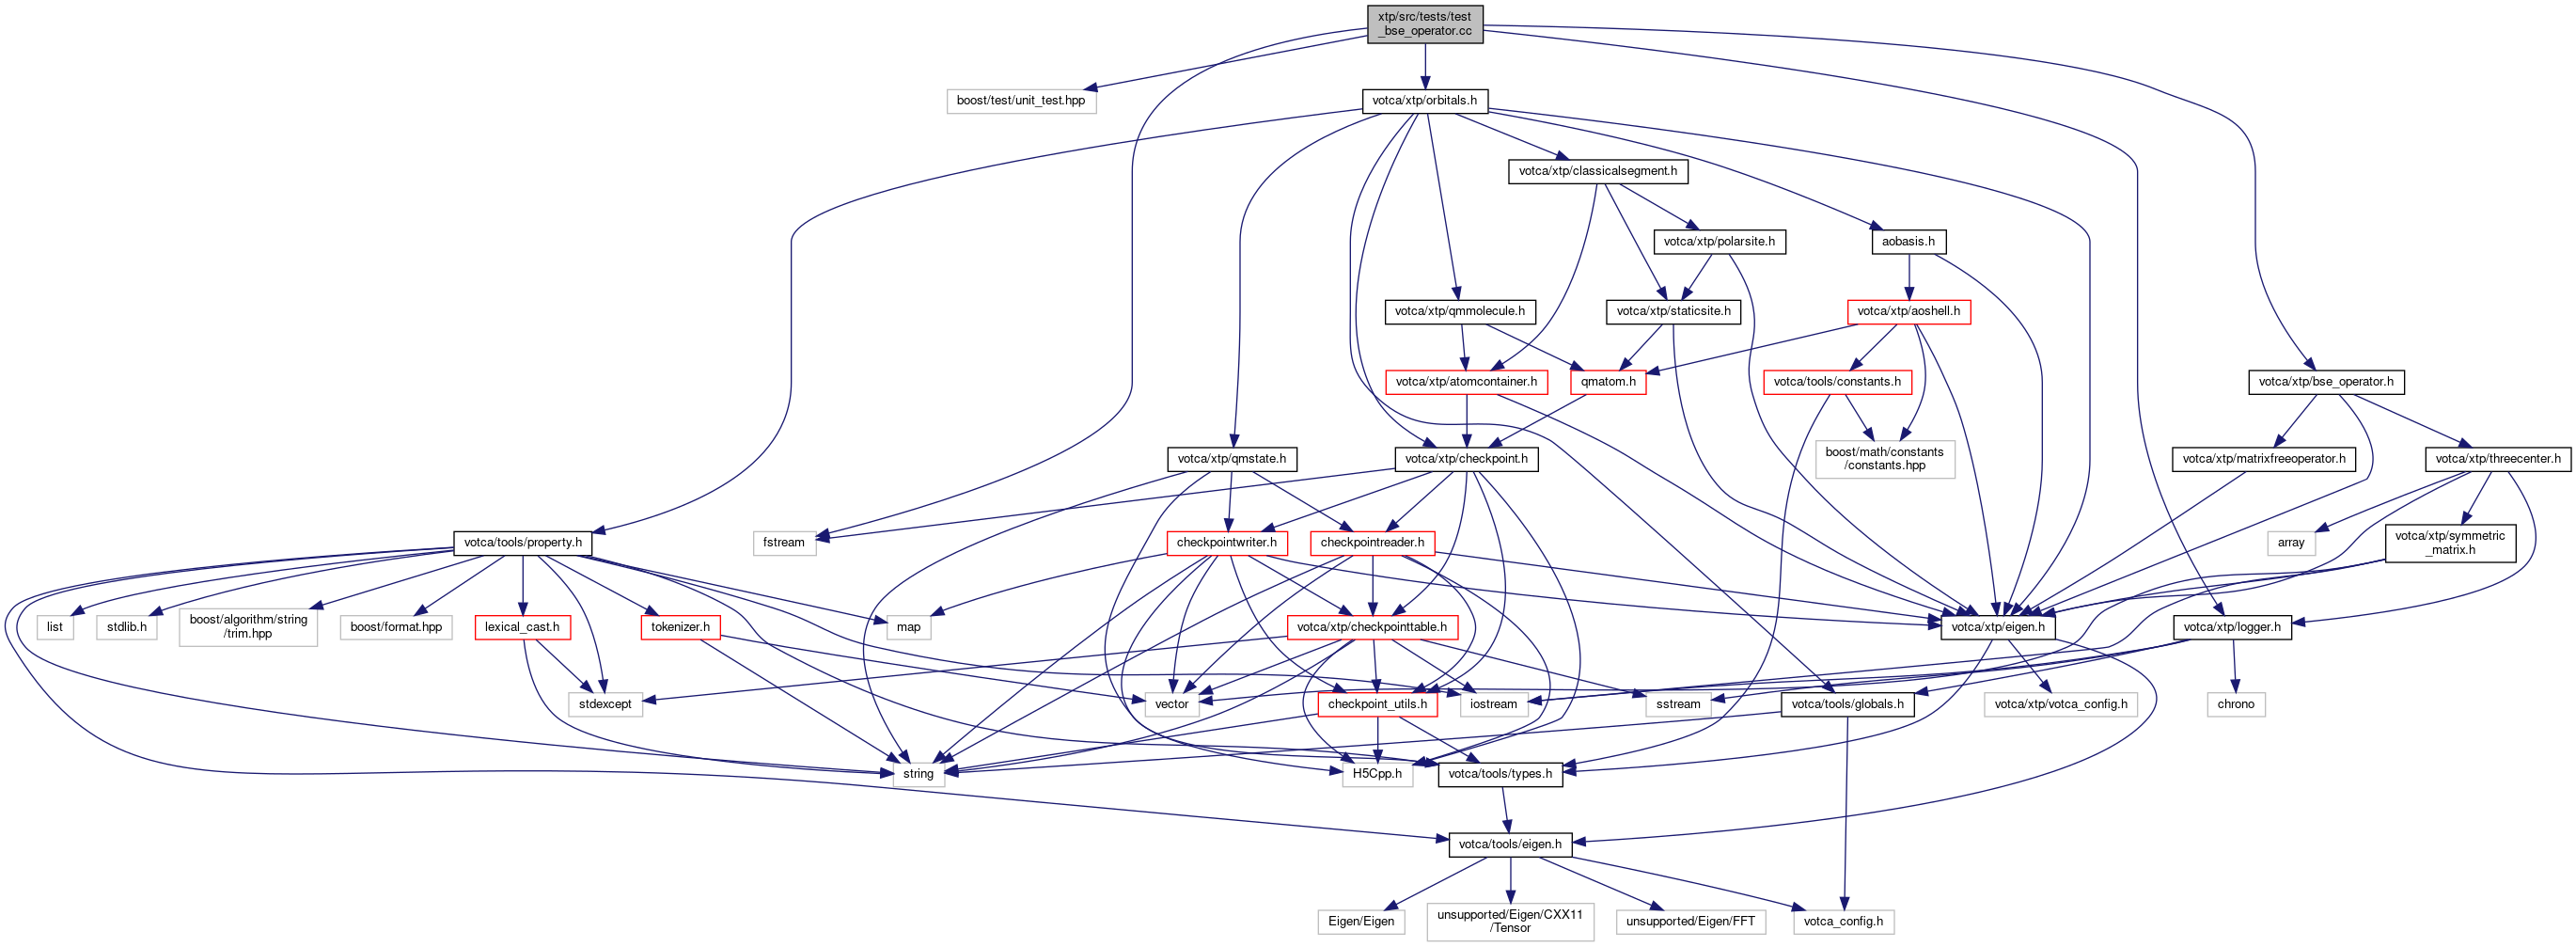 xtp/src/tests/test
_bse_operator.cc
boost/test/unit_test.hpp
votca/xtp/orbitals.h
votca/xtp/classicalsegment.h
votca/xtp/polarsite.h
aobasis.h
votca/xtp/qmmolecule.h
votca/xtp/staticsite.h
votca/xtp/aoshell.h
votca/xtp/atomcontainer.h
qmatom.h
votca/tools/constants.h
votca/xtp/bse_operator.h
votca/xtp/qmstate.h
votca/xtp/checkpoint.h
boost/math/constants
/constants.hpp
votca/xtp/matrixfreeoperator.h
votca/xtp/threecenter.h
votca/tools/property.h
fstream
checkpointwriter.h
checkpointreader.h
array
votca/xtp/symmetric
_matrix.h
list
stdlib.h
boost/algorithm/string
/trim.hpp
boost/format.hpp
lexical_cast.h
tokenizer.h
map
votca/xtp/checkpointtable.h
votca/xtp/eigen.h
votca/xtp/logger.h
stdexcept
vector
checkpoint_utils.h
iostream
sstream
votca/tools/globals.h
votca/xtp/votca_config.h
chrono
string
H5Cpp.h
votca/tools/types.h
votca/tools/eigen.h
Eigen/Eigen
unsupported/Eigen/CXX11
/Tensor
unsupported/Eigen/FFT
votca_config.h